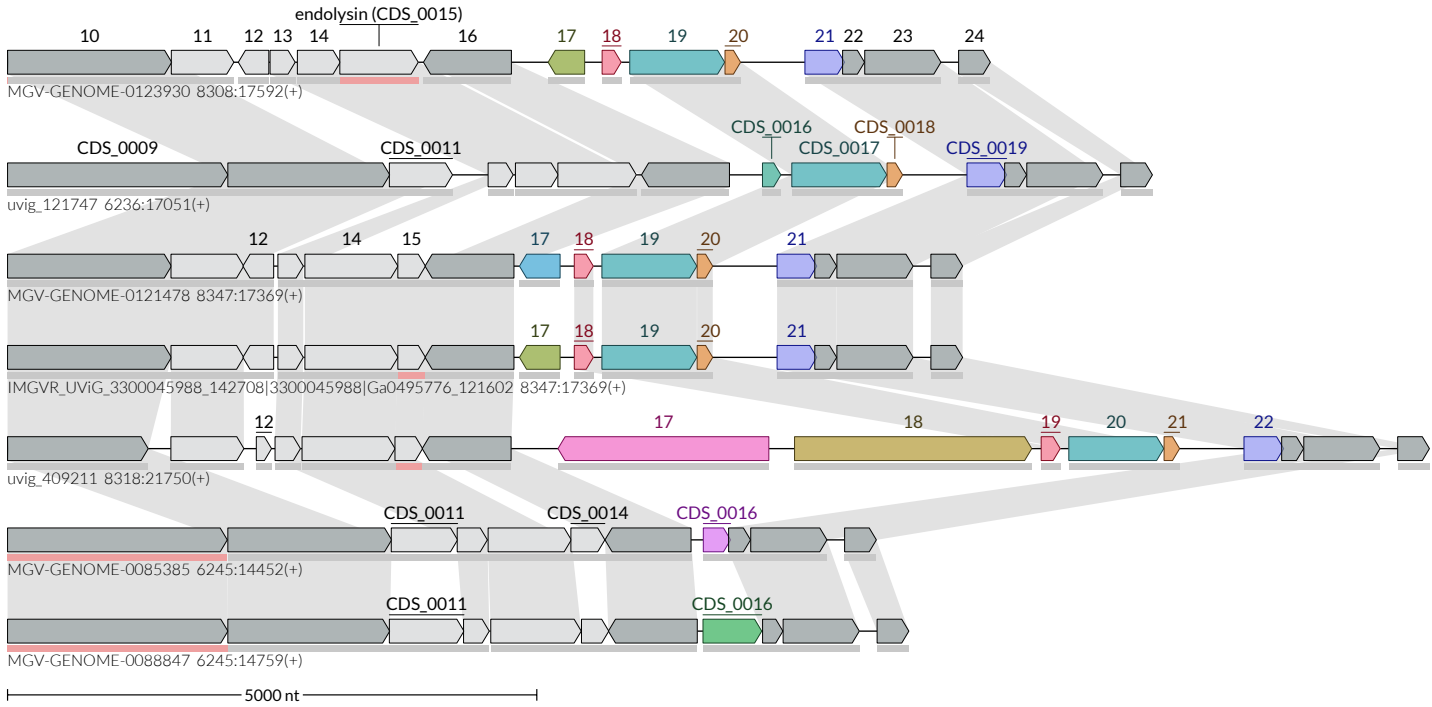 endolysin (CDS_0015)
10 11 12 13 14 16 17 18 19 20 21 22 23 24
MGV-GENOME-0123930 8308:17592(+)
CDS_0016 CDS_0018
CDS_0009 CDS_0011 CDS_0017 CDS_0019
uvig_121747 6236:17051(+)
12 14 15 17 18 19 20 21
MGV-GENOME-0121478 8347:17369(+)
17 18 19 20 21
IMGVR_UViG_3300045988_142708|3300045988|Ga0495776_121602 8347:17369(+)
12 17 18 19 20 21 22
uvig_409211 8318:21750(+)
CDS_0011 CDS_0014 CDS_0016
MGV-GENOME-0085385 6245:14452(+)
CDS_0011 CDS_0016
MGV-GENOME-0088847 6245:14759(+)
5000 nt